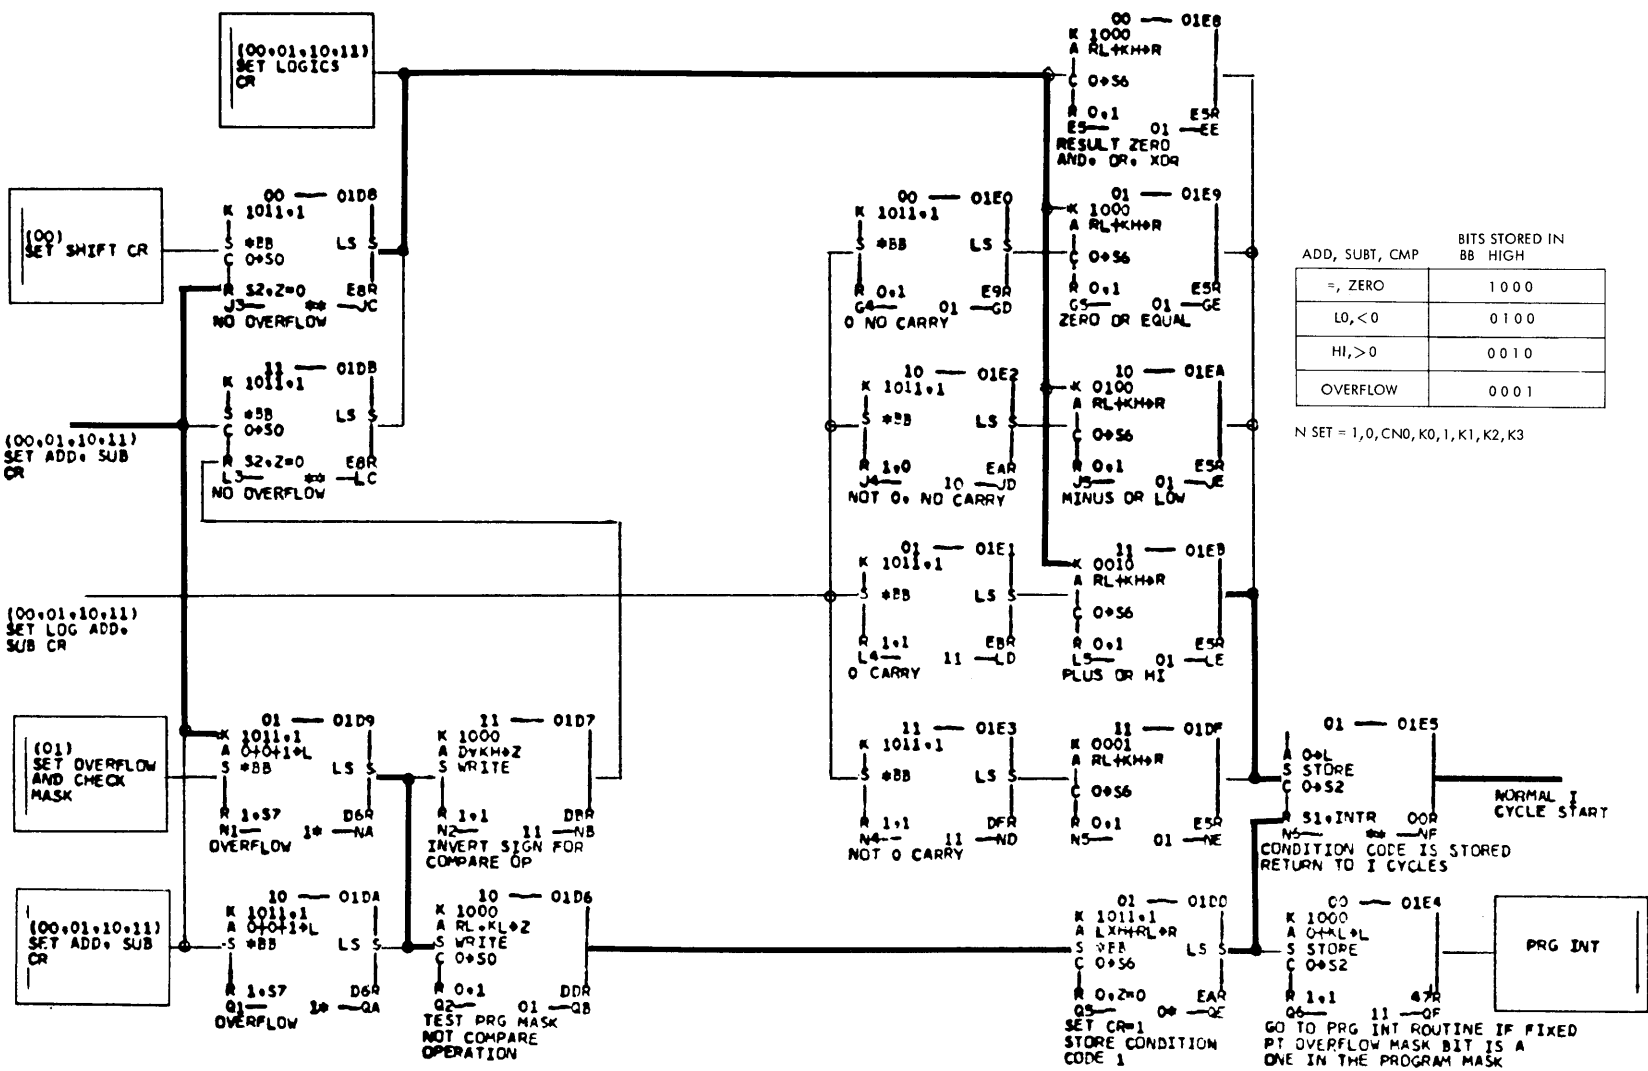 (00,01,10,11)
SET LOGICS
CR
00 — 01E8
K 1000
A RL+KH→R
C 0→S6
R 0,1 E5R
E5— 01 —EE
RESULT ZERO
AND, OR, XOR
(00)
SET SHIFT CR
00 — 01D8
K 1011,1
S *BB LS S
C 0→S0
R S2,Z=0 E8R
J3— ** —JC
NO OVERFLOW
00 — 01E0
K 1011,1
S *BB LS S
R 0,1 E9R
G4— 01 —GD
0 NO CARRY
01 — 01E9
K 1000
A RL+KH→R
C 0→S6
R 0,1 E5R
G5— 01 —GE
ZERO OR EQUAL
ADD, SUBT, CMP
BITS STORED IN
BB HIGH
=, ZERO 1000
L0,<0 0100
HI,>0 0010
OVERFLOW 0001
N SET = 1,0,CN0,K0,1,K1,K2,K3
(00,01,10,11)
SET ADD, SUB
CR
11 — 01DB
K 1011,1
S *BB LS S
C 0→S0
R S2,Z=0 E8R
L3— ** —LC
NO OVERFLOW
10 — 01E2
K 1011,1
S *BB LS S
R 1,0 EAR
J4— 10 —JD
NOT 0, NO CARRY
10 — 01EA
K 0100
A RL+KH→R
C 0→S6
R 0,1 E5R
J5— 01 —JE
MINUS OR LOW
(00,01,10,11)
SET LOG ADD,
SUB CR
01 — 01E1
K 1011,1
S *BB LS S
R 1,1 EBR
L4— 11 —LD
0 CARRY
11 — 01EB
K 0010
A RL+KH→R
C 0→S6
R 0,1 E5R
L5— 01 —LE
PLUS OR HI
(01)
SET OVERFLOW
AND CHECK
MASK
01 — 01D9
K 1011,1
A 0+0+1→L
S *BB LS S
R 1,S7 D6R
N1— 1* —NA
OVERFLOW
11 — 01D7
K 1000
A D∀KH→Z
S WRITE
R 1,1 DBR
N2— 11 —NB
INVERT SIGN FOR
COMPARE OP
11 — 01E3
K 1011,1
S *BB LS S
R 1,1 DFR
N4— 11 —ND
NOT 0 CARRY
11 — 01DF
K 0001
A RL+KH→R
C 0→S6
R 0,1 E5R
N5— 01 —NE
01 — 01E5
A 0→L
S STORE
C 0→S2
R S1,INTR 00R
N6— ** —NF
CONDITION CODE IS STORED
RETURN TO I CYCLES
NORMAL I
CYCLE START
(00,01,10,11)
SET ADD, SUB
CR
10 — 01DA
K 1011,1
A 0+0+1→L
S *BB LS S
R 1,S7 D6R
Q1— 1* —QA
OVERFLOW
10 — 01D6
K 1000
A RL,KL→Z
S WRITE
C 0→S0
R 0,1 DDR
Q2— 01 —QB
TEST PRG MASK
NOT COMPARE
OPERATION
01 — 01DD
K 1011,1
A LXH+RL→R
S *BB LS S
C 0→S6
R 0,Z=0 EAR
Q5— 0* —QE
SET CR=1
STORE CONDITION
CODE 1
00 — 01E4
K 1000
A 0+KL→L
S STORE
C 0→S2
R 1,1 47R
Q6— 11 —QF
GO TO PRG INT ROUTINE IF FIXED
PT OVERFLOW MASK BIT IS A
ONE IN THE PROGRAM MASK
PRG INT